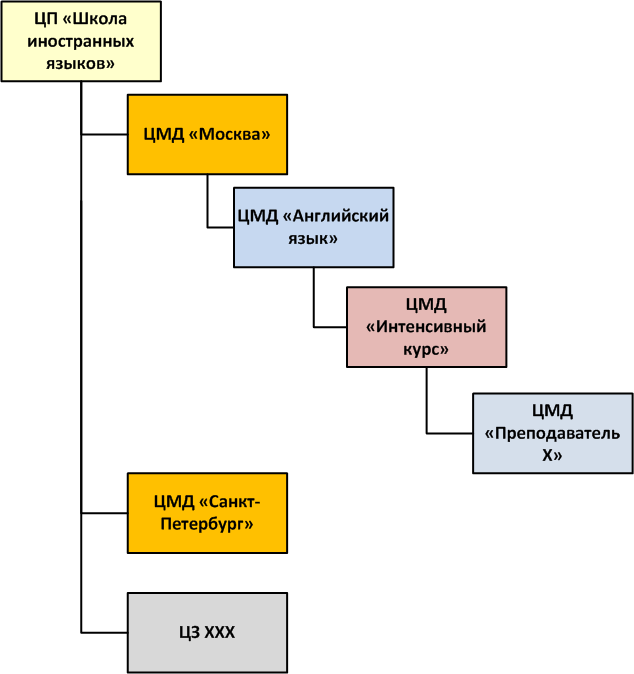 ЦП «Школа
иностранных
языков»
ЦМД «Москва»
ЦМД «Английский
язык»
ЦМД
«Интенсивный
курс»
ЦМД
«Преподаватель
Х»
ЦМД «Санкт-
Петербург»
ЦЗ ХХХ